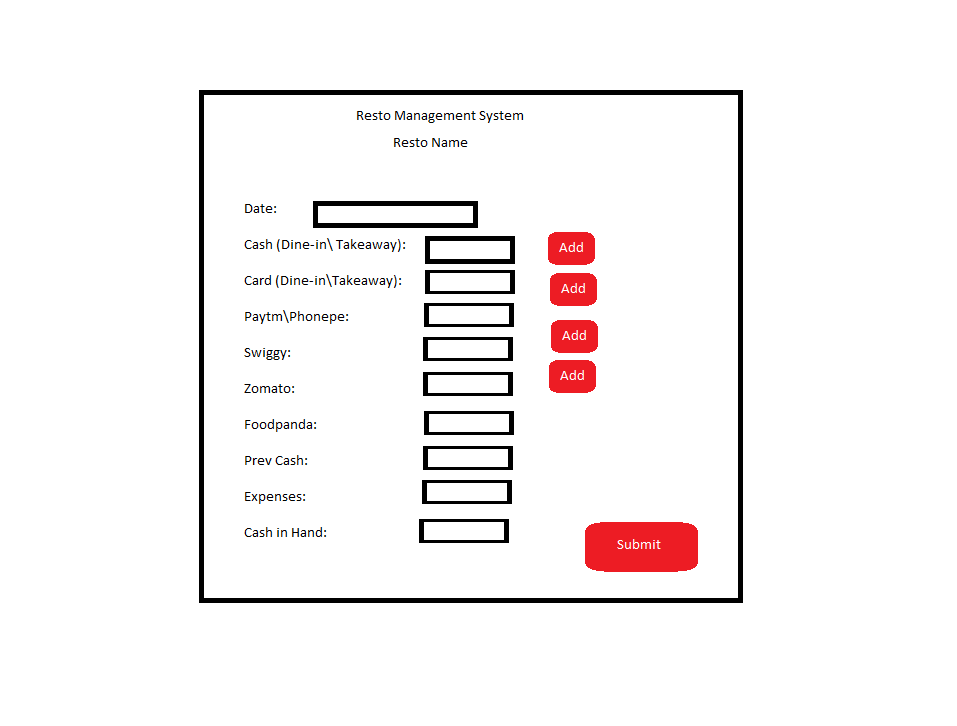 Resto Management System
Resto Name
Date:
Cash (Dine-in\ Takeaway):
Add
Card (Dine-in\Takeaway):
Add
Paytm\Phonepe:
Add
Swiggy:
Add
Zomato:
Foodpanda:
Prev Cash:
Expenses:
Cash in Hand:
Submit